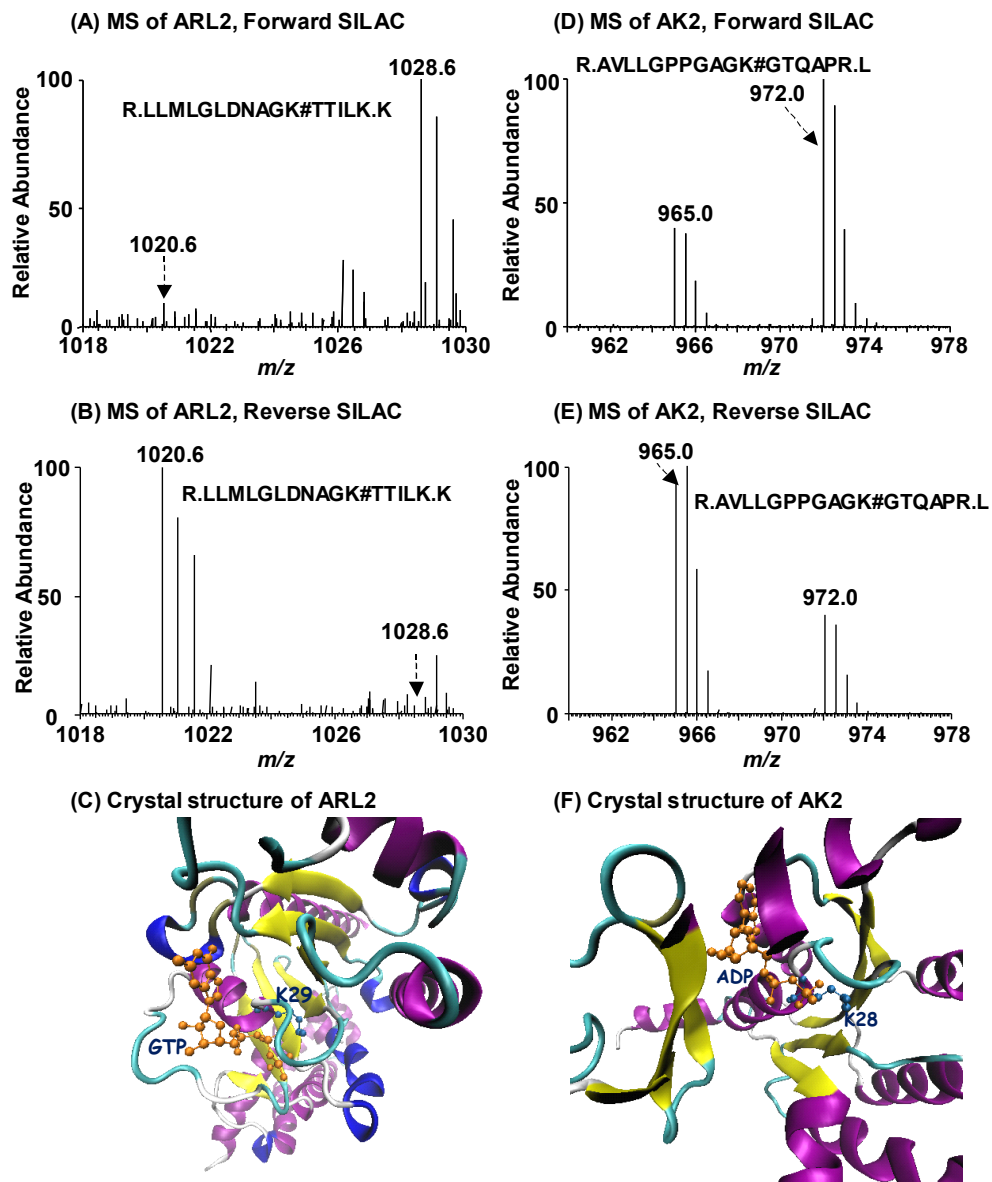 (A) MS of ARL2, Forward SILAC
Relative Abundance
100
50
0
1028.6
R.LLMLGLDNAGK#TTILK.K
1020.6
1018 1022 1026 1030
m/z
(D) MS of AK2, Forward SILAC
Relative Abundance
100
50
0
R.AVLLGPPGAGK#GTQAPR.L
972.0
965.0
962 966 970 974 978
m/z
(B) MS of ARL2, Reverse SILAC
Relative Abundance
100
50
0
1020.6
R.LLMLGLDNAGK#TTILK.K
1028.6
1018 1022 1026 1030
m/z
(E) MS of AK2, Reverse SILAC
Relative Abundance
100
50
0
965.0
R.AVLLGPPGAGK#GTQAPR.L
972.0
962 966 970 974 978
m/z
(C) Crystal structure of ARL2
K29
GTP
(F) Crystal structure of AK2
ADP
K28